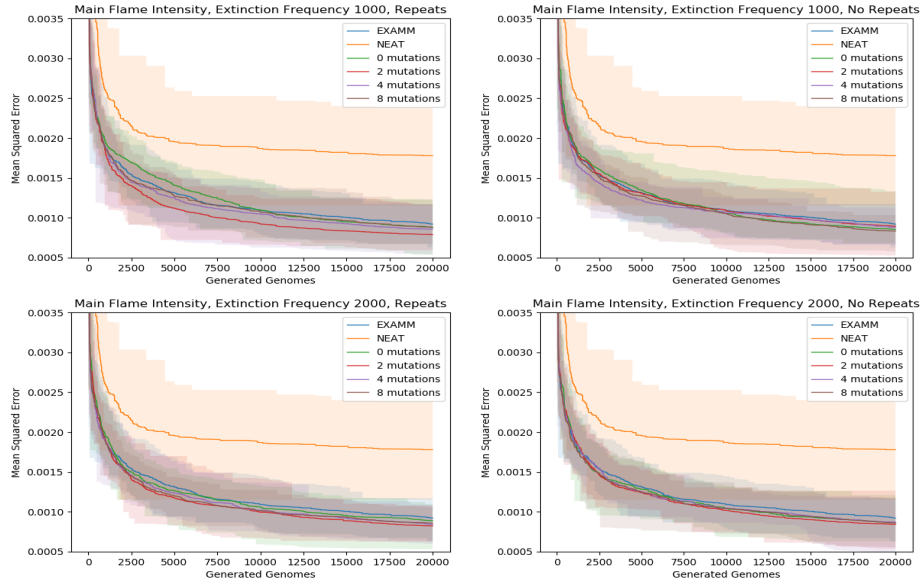 Main Flame Intensity, Extinction Frequency 1000, Repeats
Mean Squared Error
0.0035
0.0030
0.0025
0.0020
0.0015
0.0010
0.0005
EXAMM
NEAT
0 mutations
2 mutations
4 mutations
8 mutations
0 2500 5000 7500 10000 12500 15000 17500 20000
Generated Genomes
Main Flame Intensity, Extinction Frequency 1000, No Repeats
Mean Squared Error
0.0035
0.0030
0.0025
0.0020
0.0015
0.0010
0.0005
EXAMM
NEAT
0 mutations
2 mutations
4 mutations
8 mutations
0 2500 5000 7500 10000 12500 15000 17500 20000
Generated Genomes
Main Flame Intensity, Extinction Frequency 2000, Repeats
Mean Squared Error
0.0035
0.0030
0.0025
0.0020
0.0015
0.0010
0.0005
EXAMM
NEAT
0 mutations
2 mutations
4 mutations
8 mutations
0 2500 5000 7500 10000 12500 15000 17500 20000
Generated Genomes
Main Flame Intensity, Extinction Frequency 2000, No Repeats
Mean Squared Error
0.0035
0.0030
0.0025
0.0020
0.0015
0.0010
0.0005
EXAMM
NEAT
0 mutations
2 mutations
4 mutations
8 mutations
0 2500 5000 7500 10000 12500 15000 17500 20000
Generated Genomes